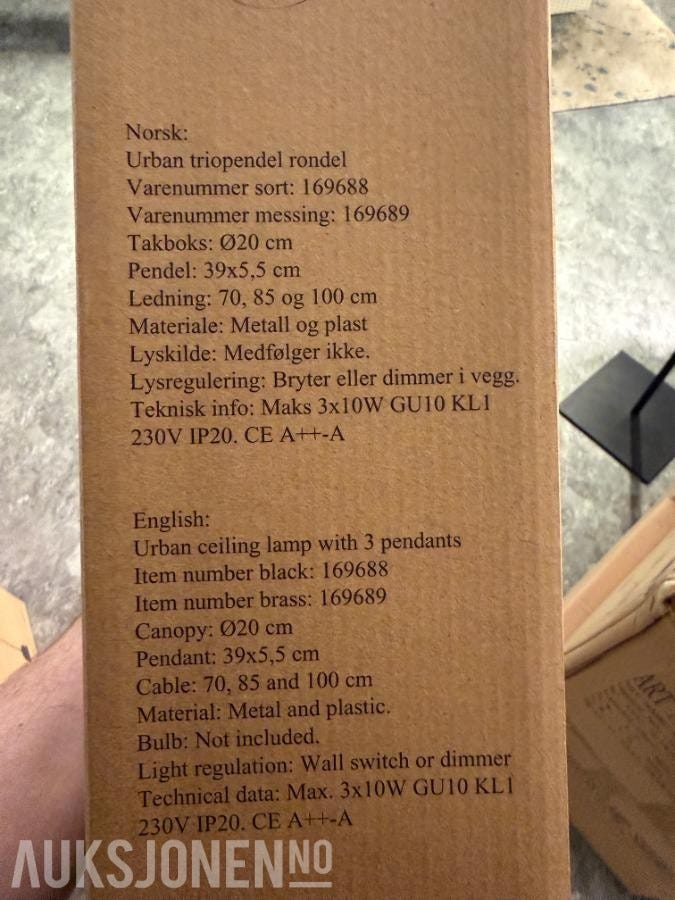 Norsk:
Urban triopendel rondel
Varenummer sort: 169688
Varenummer messing: 169689
Takboks: Ø20 cm
Pendel: 39x5,5 cm
Ledning: 70, 85 og 100 cm
Materiale: Metall og plast
Lyskilde: Medfølger ikke.
Lysregulering: Bryter eller dimmer i vegg.
Teknisk info: Maks 3x10W GU10 KL1
230V IP20. CE A++-A
English:
Urban ceiling lamp with 3 pendants
Item number black: 169688
Item number brass: 169689
Canopy: Ø20 cm
Pendant: 39x5,5 cm
Cable: 70, 85 and 100 cm
Material: Metal and plastic.
Bulb: Not included.
Light regulation: Wall switch or dimmer
Technical data: Max. 3x10W GU10 KL1
230V IP20. CE A++-A
ART
AUKSJONEN NO